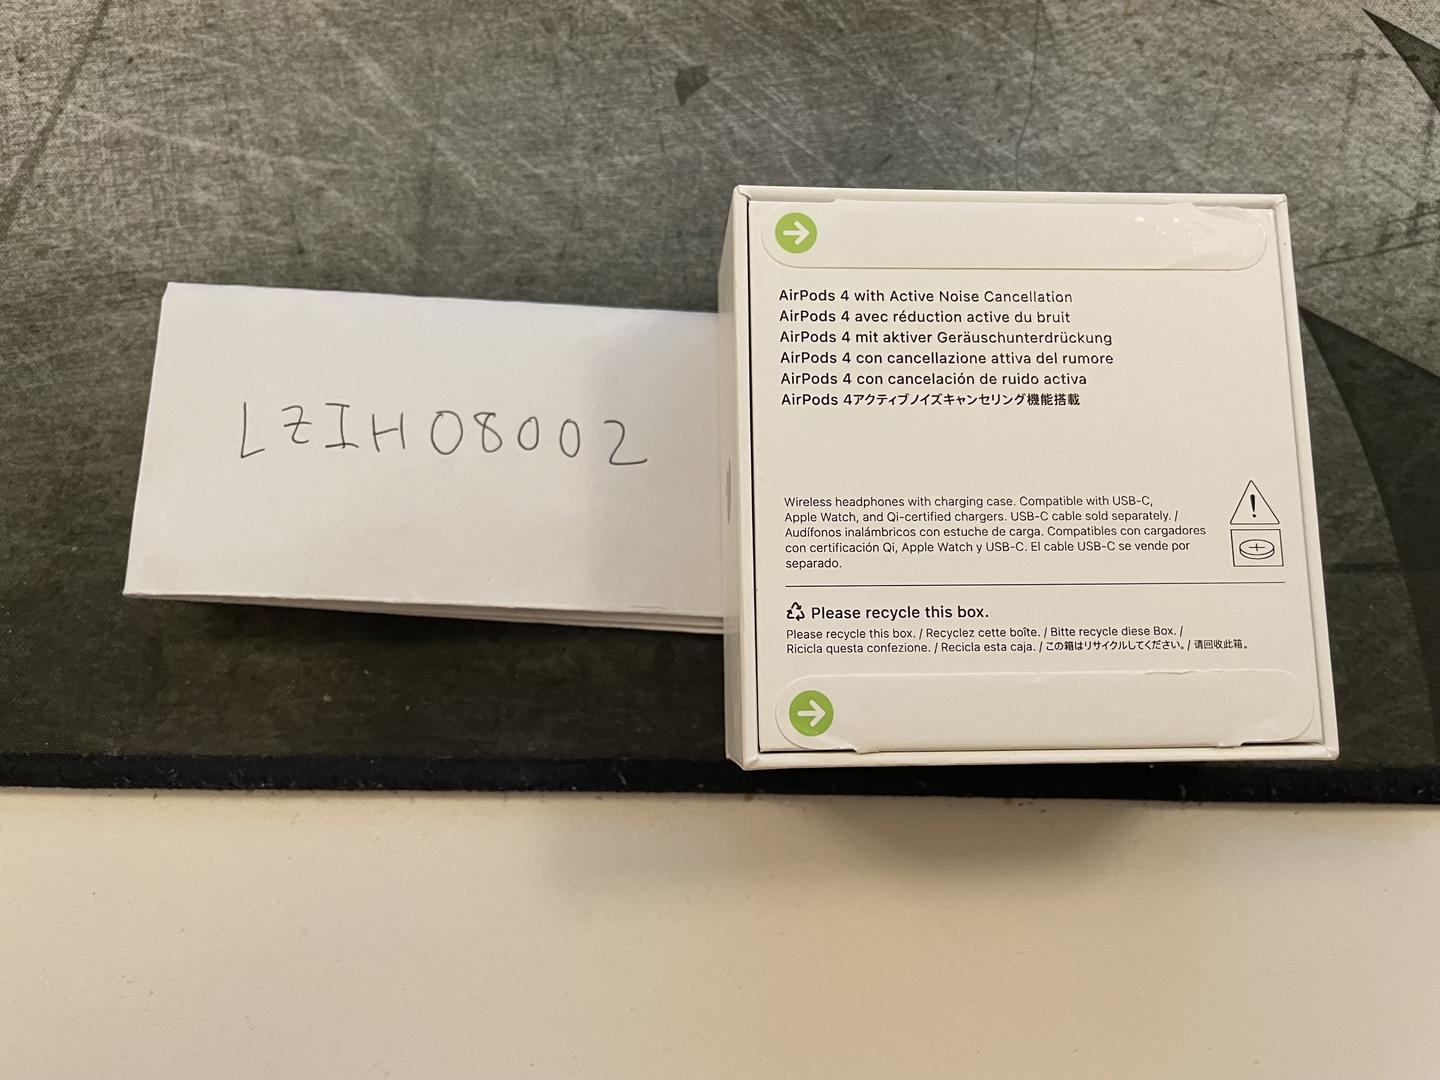 LZIH08002
AirPods 4 with Active Noise Cancellation
AirPods 4 avec réduction active du bruit
AirPods 4 mit aktiver Geräuschunterdrückung
AirPods 4 con cancellazione attiva del rumore
AirPods 4 con cancelación de ruido activa
AirPods 4アクティブノイズキャンセリング機能搭載
Wireless headphones with charging case. Compatible with USB-C,
Apple Watch, and Qi-certified chargers. USB-C cable sold separately. /
Audífonos inalámbricos con estuche de carga. Compatibles con cargadores
con certificación Qi, Apple Watch y USB-C. El cable USB-C se vende por
separado.
Please recycle this box.
Please recycle this box. / Recyclez cette boîte. / Bitte recycle diese Box. /
Ricicla questa confezione. / Recicla esta caja. / この箱はリサイクルしてください。/ 请回收此箱。